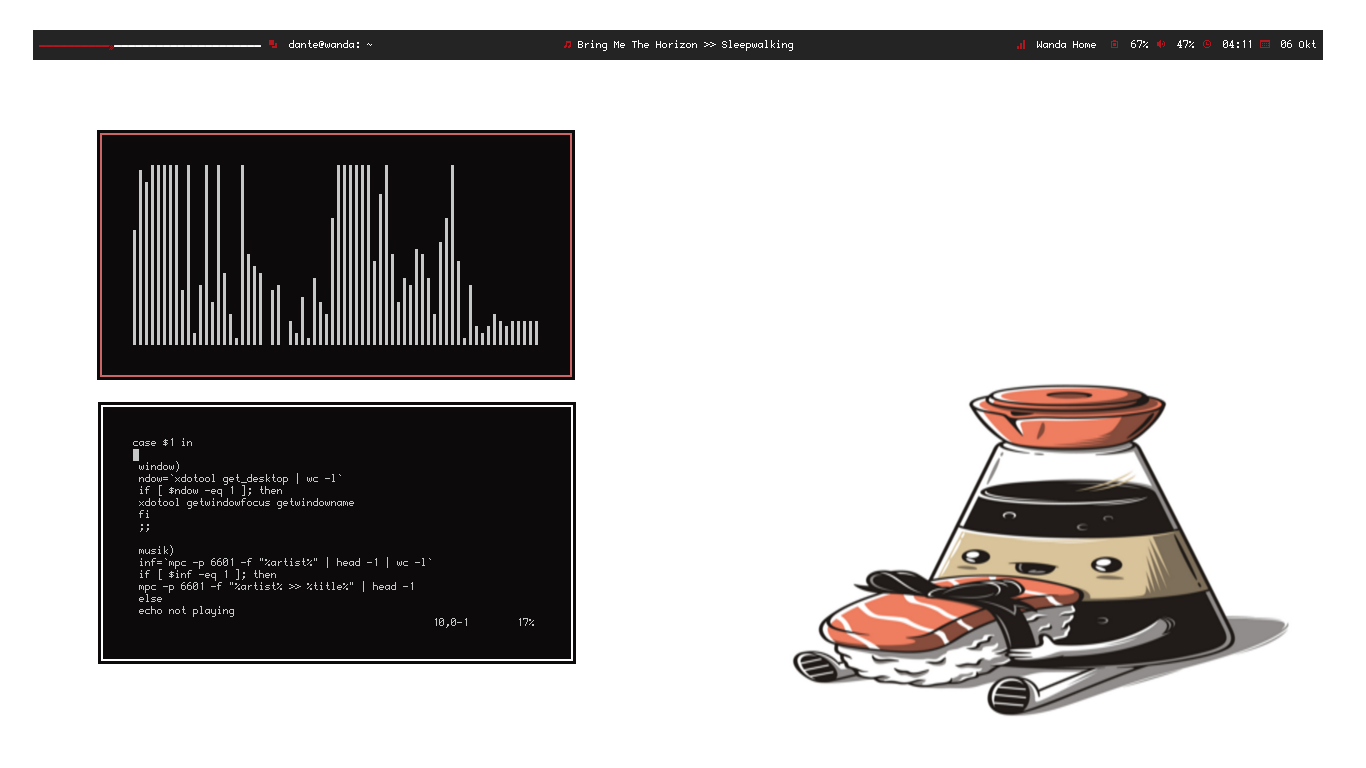 dante@wanda: ~
Bring Me The Horizon >> Sleepwalking
Wanda Home 67% 47% 04:11 06 Okt
case $1 in
window)
ndow=`xdotool get_desktop | wc -l`
if [ $ndow -eq 1 ]; then
xdotool getwindowfocus getwindowname
fi
;;
musik)
inf=`mpc -p 6601 -f "%artist%" | head -1 | wc -l`
if [ $inf -eq 1 ]; then
mpc -p 6601 -f "%artist% >> %title%" | head -1
else
echo not playing
10,0-1 17%